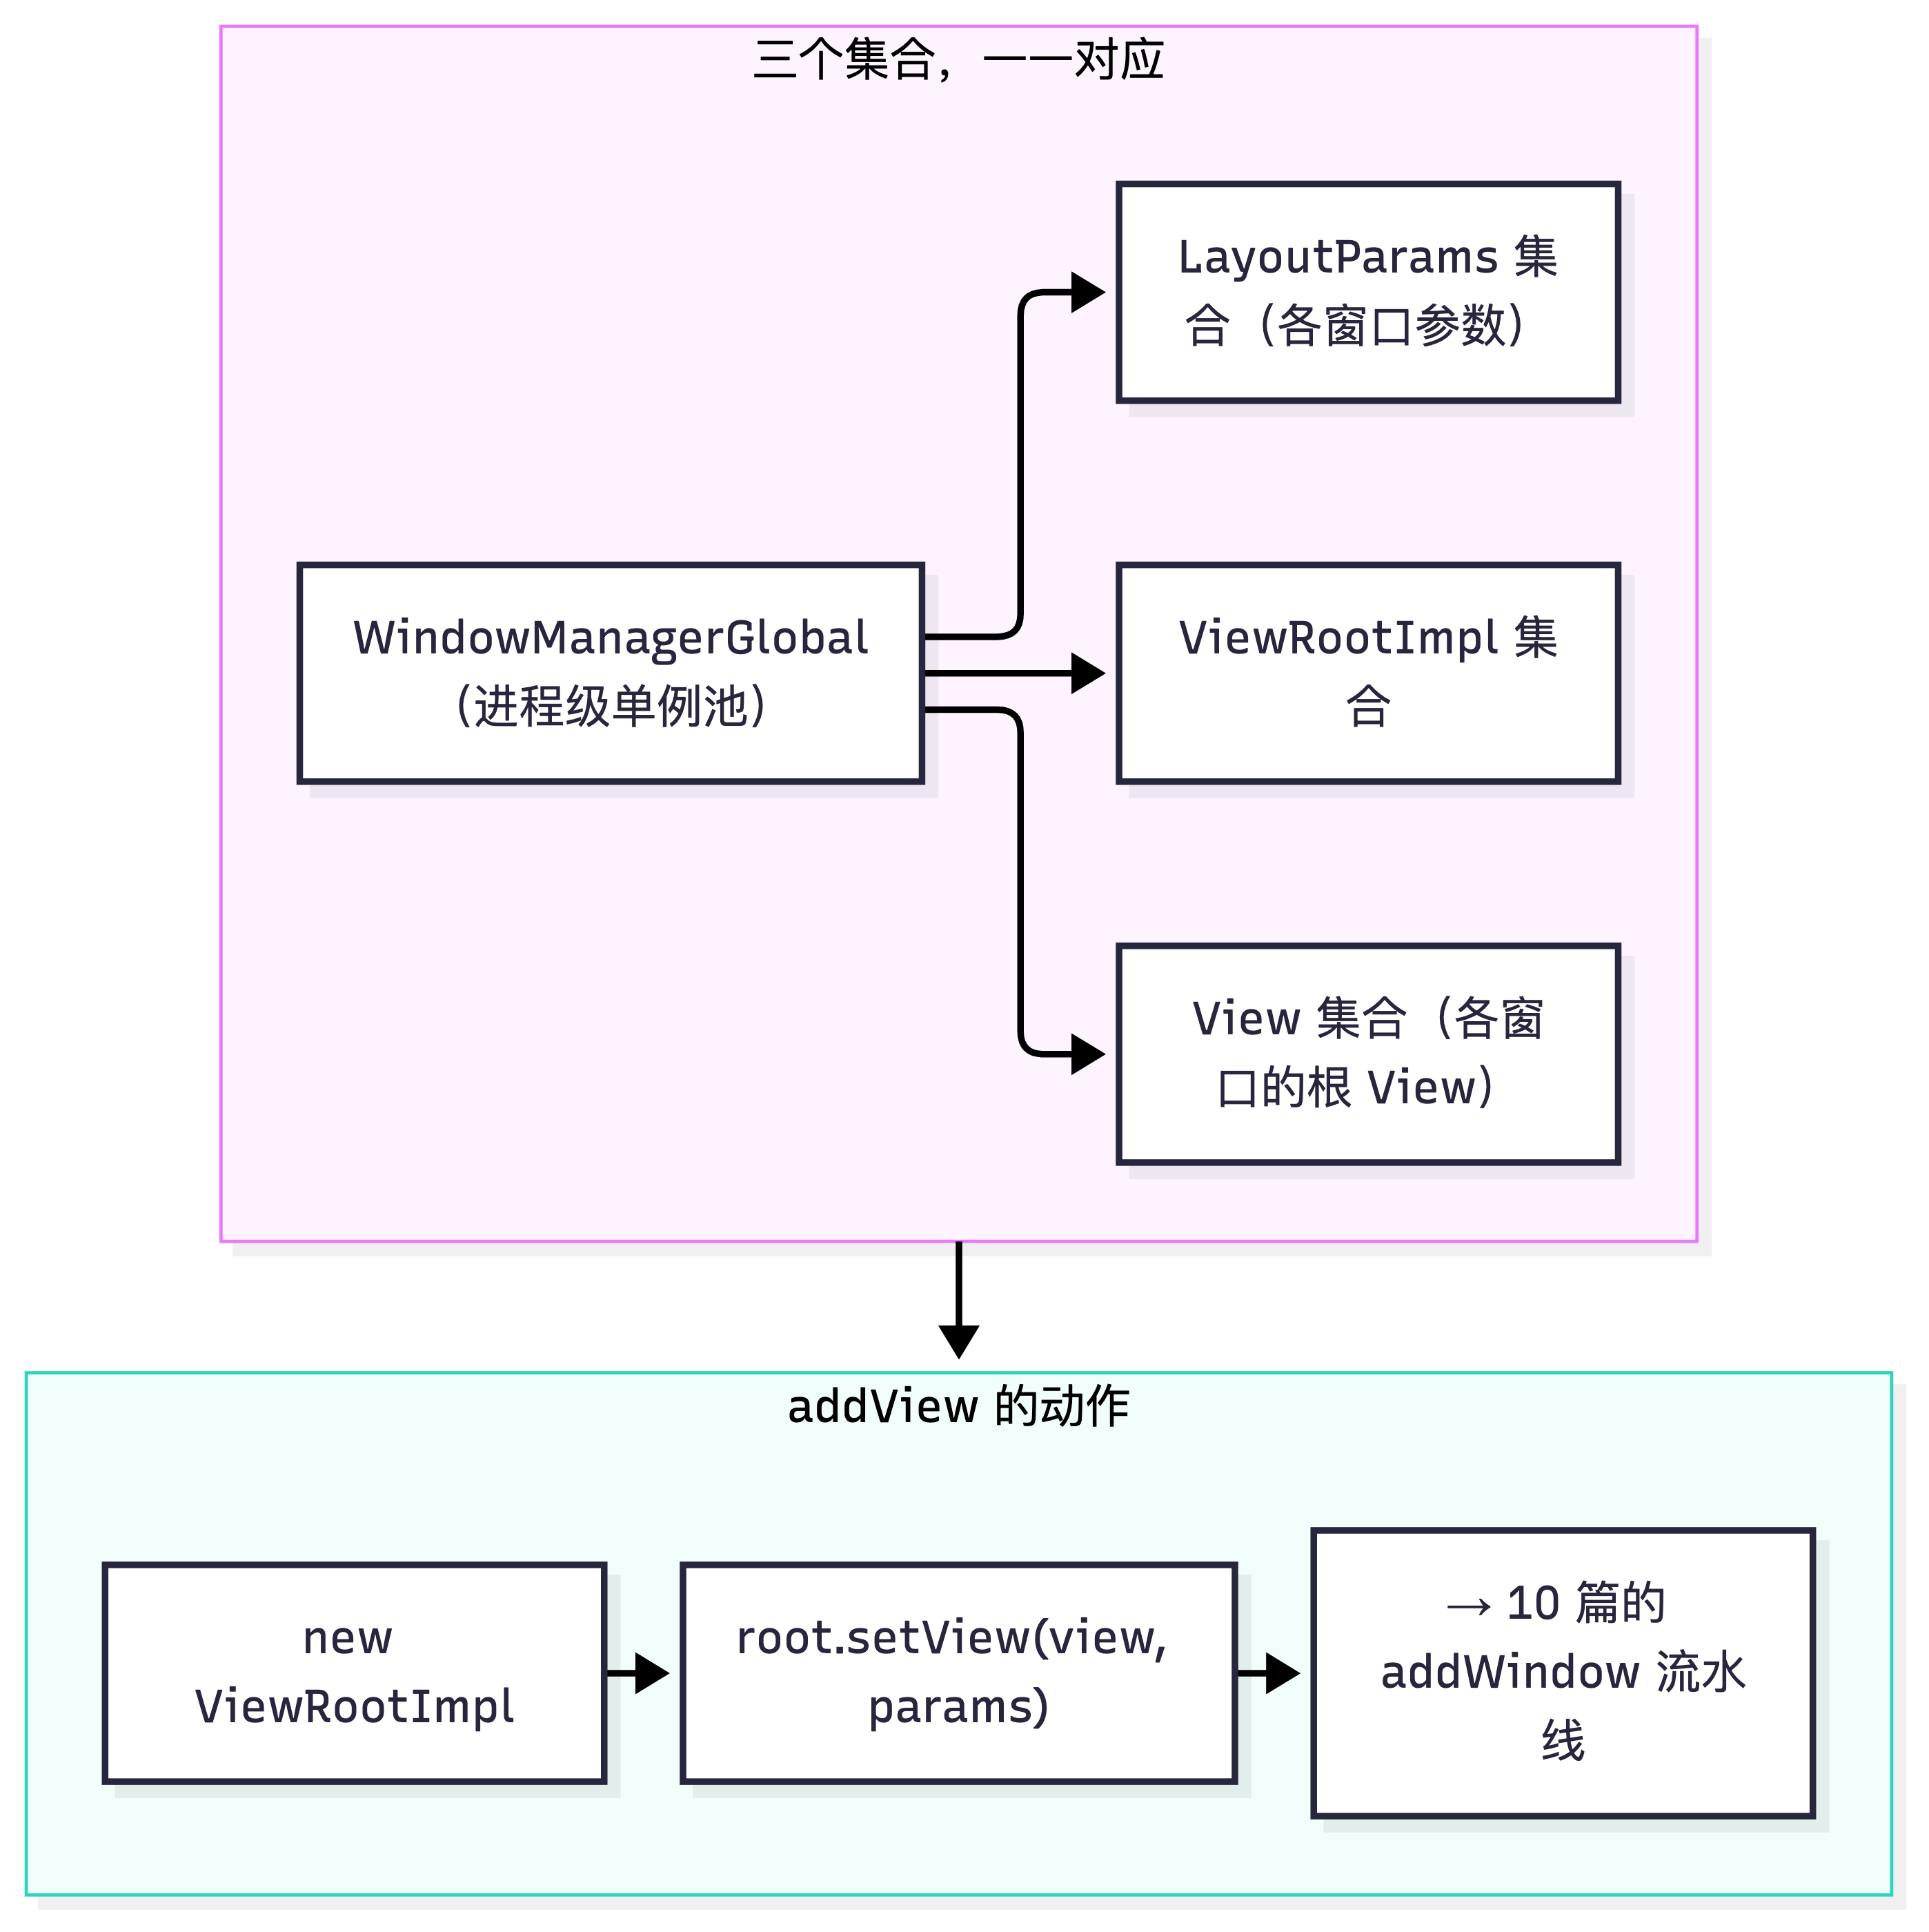 三个集合，一一对应
LayoutParams 集
合（各窗口参数）
WindowManagerGlobal
（进程级单例池）
ViewRootImpl 集
合
View 集合（各窗
口的根 View）
addView 的动作
new
ViewRootImpl
root.setView(view,
params)
→ 10 篇的
addWindow 流水
线